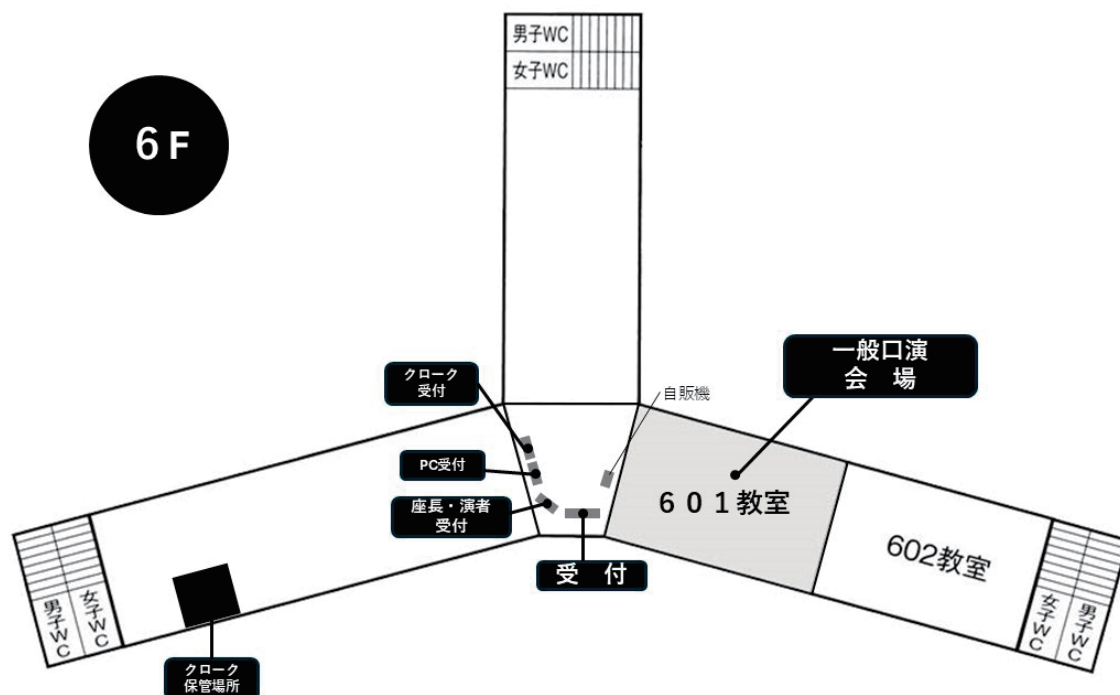 男子WC
女子WC
6F
一般口演
会　場
クローク
受付
自販機
PC受付
601教室
座長・演者
受付
602教室
受　付
男子WC
女子WC
女子WC
男子WC
クローク
保管場所